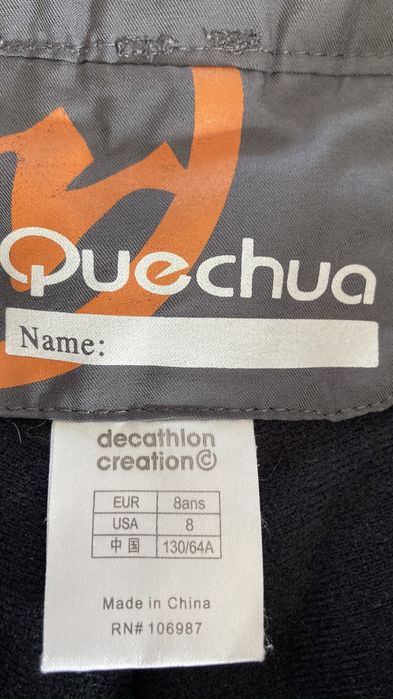 Quechua
Name:
decathlon
creation©
EUR 8ans
USA 8
中国 130/64A
Made in China
RN# 106987